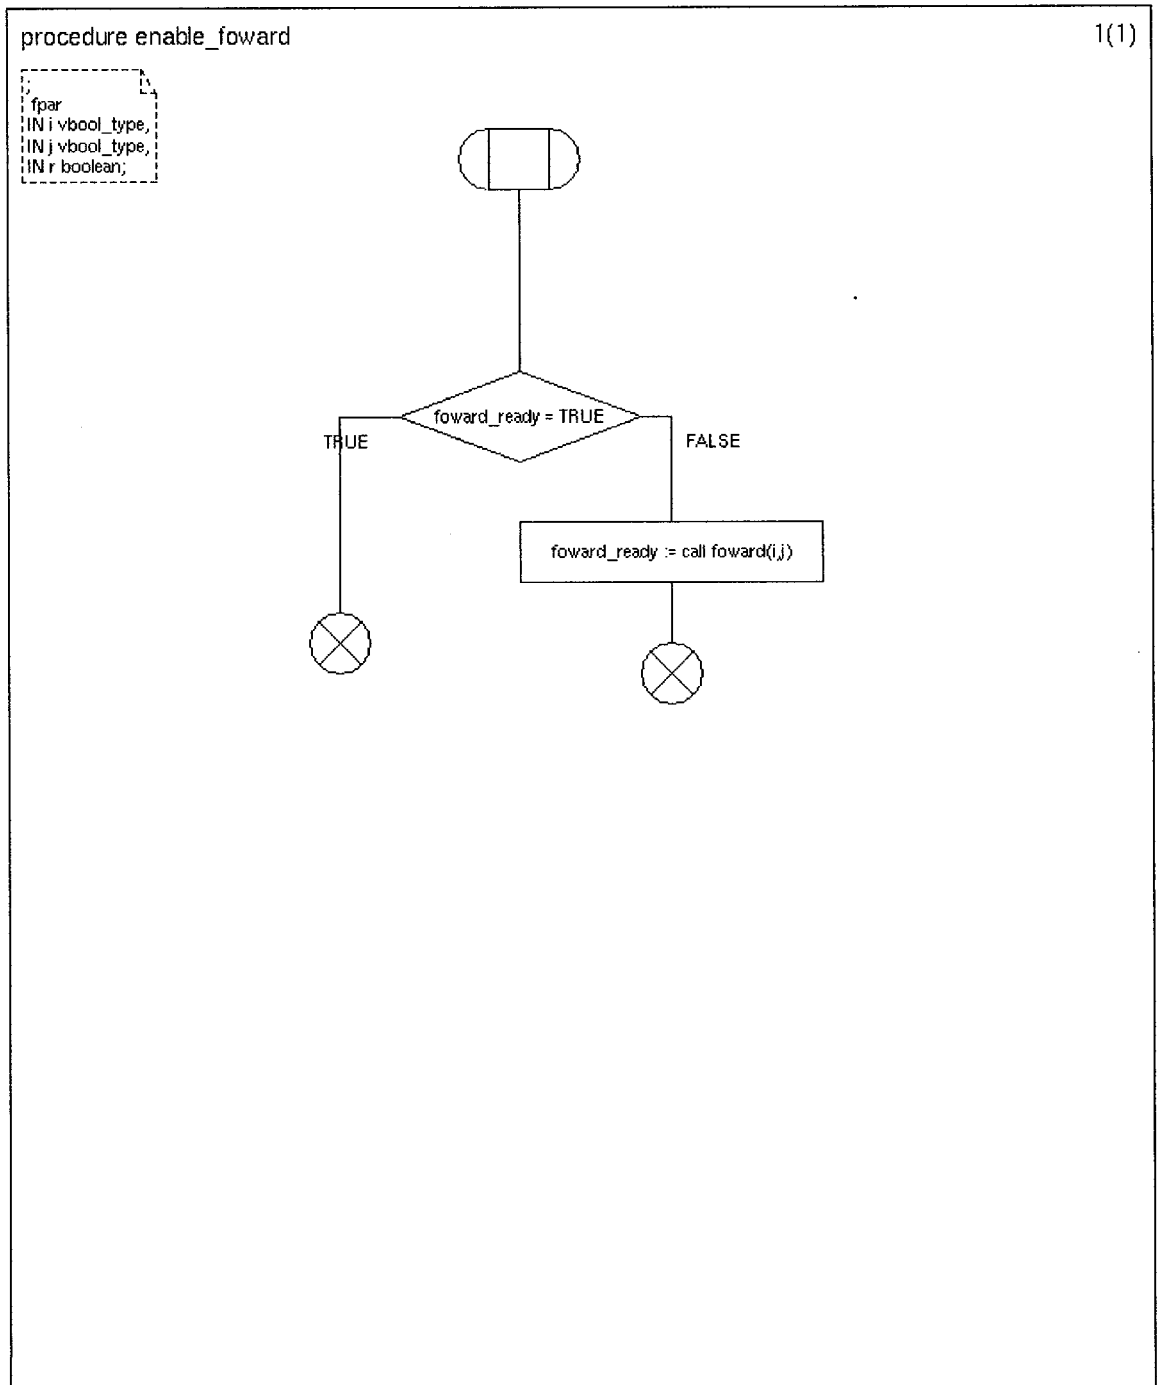 procedure enable_foward
1(1)
;
fpar
IN i vbool_type,
IN j vbool_type,
IN r boolean;
foward_ready = TRUE
TRUE
FALSE
foward_ready := call foward(i,j)